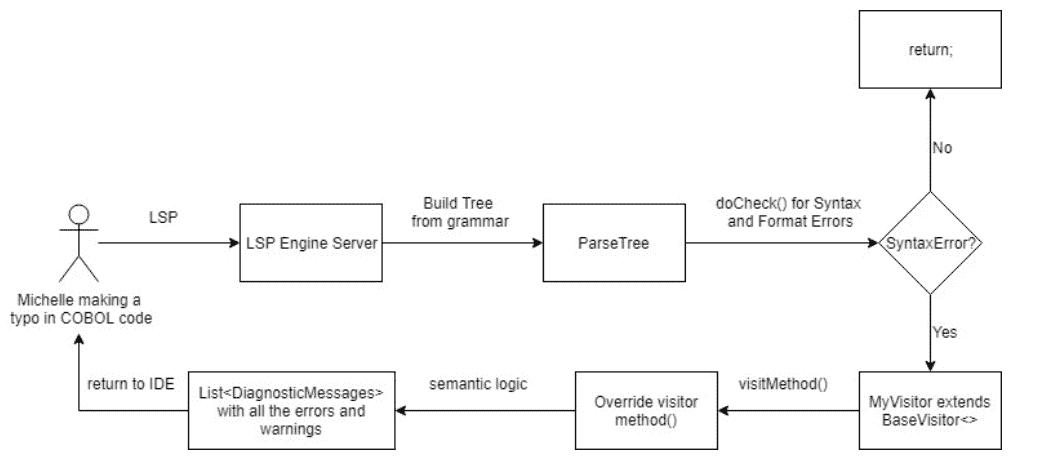 return;
No
LSP
LSP Engine Server
Build Tree
from grammar
ParseTree
doCheck() for Syntax
and Format Errors
SyntaxError?
Michelle making a
typo in COBOL code
Yes
return to IDE
List<DiagnosticMessages>
with all the errors and
warnings
semantic logic
Override visitor
method()
visitMethod()
MyVisitor extends
BaseVisitor<>